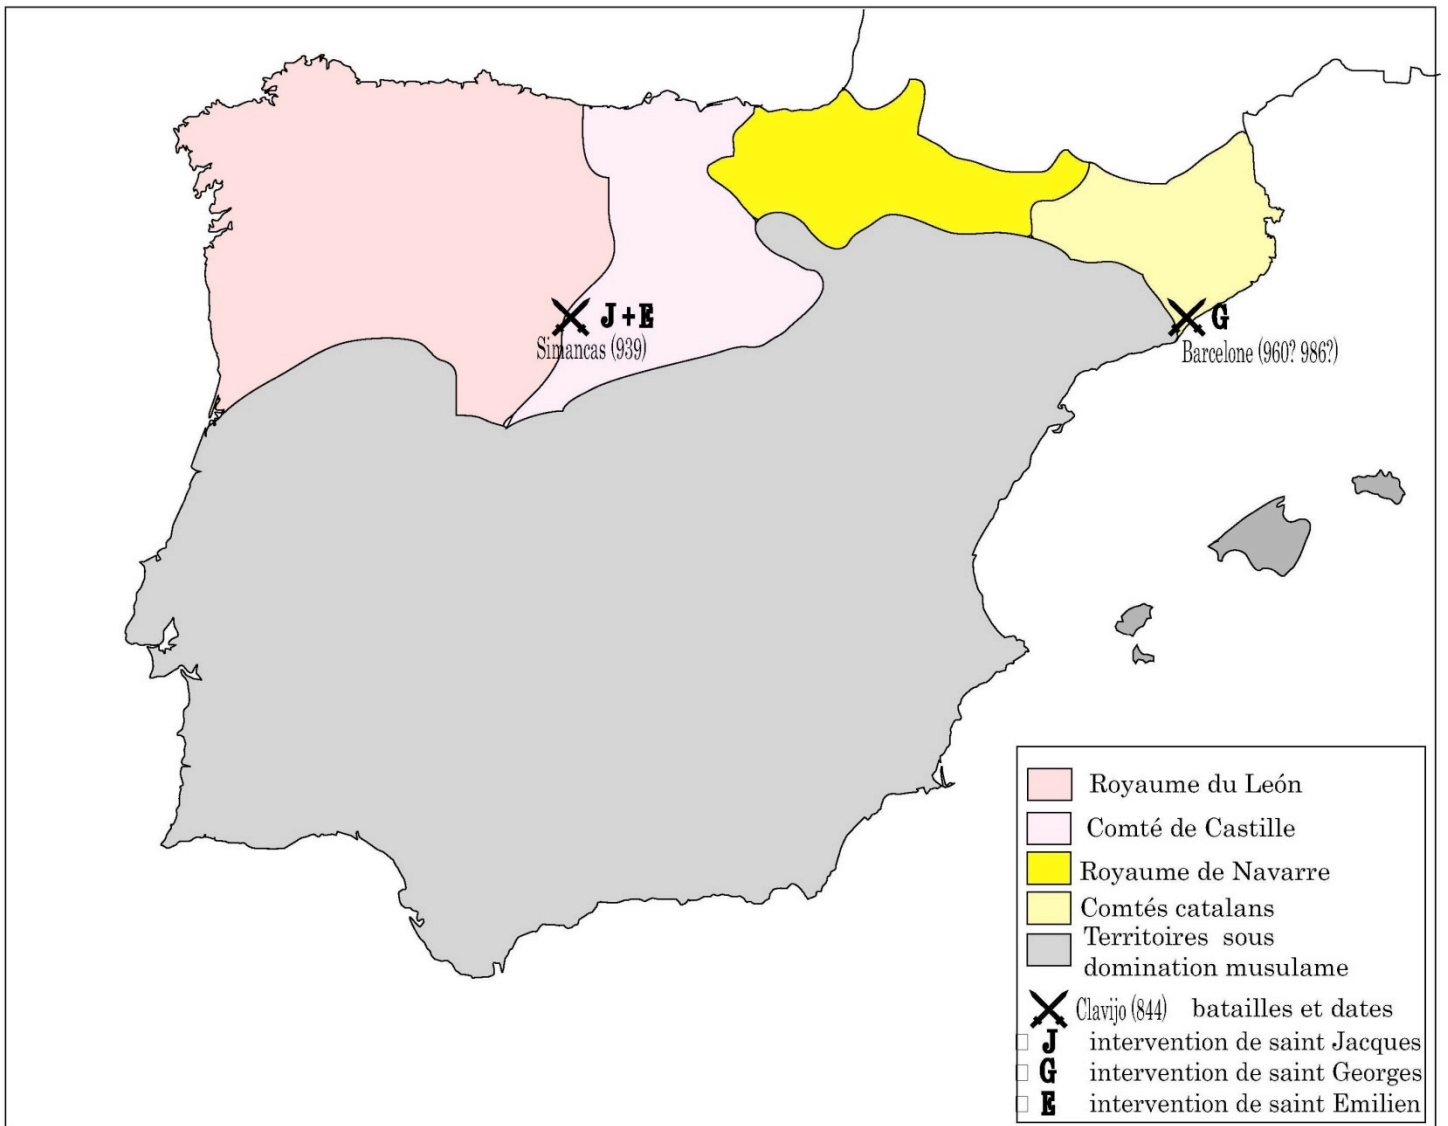 J+E
Simancas (939)
G
Barcelone (960? 986?)
Royaume du León
Comté de Castille
Royaume de Navarre
Comtés catalans
Territoires sous
domination musulame
Clavijo (844) batailles et dates
J intervention de saint Jacques
G intervention de saint Georges
E intervention de saint Emilien